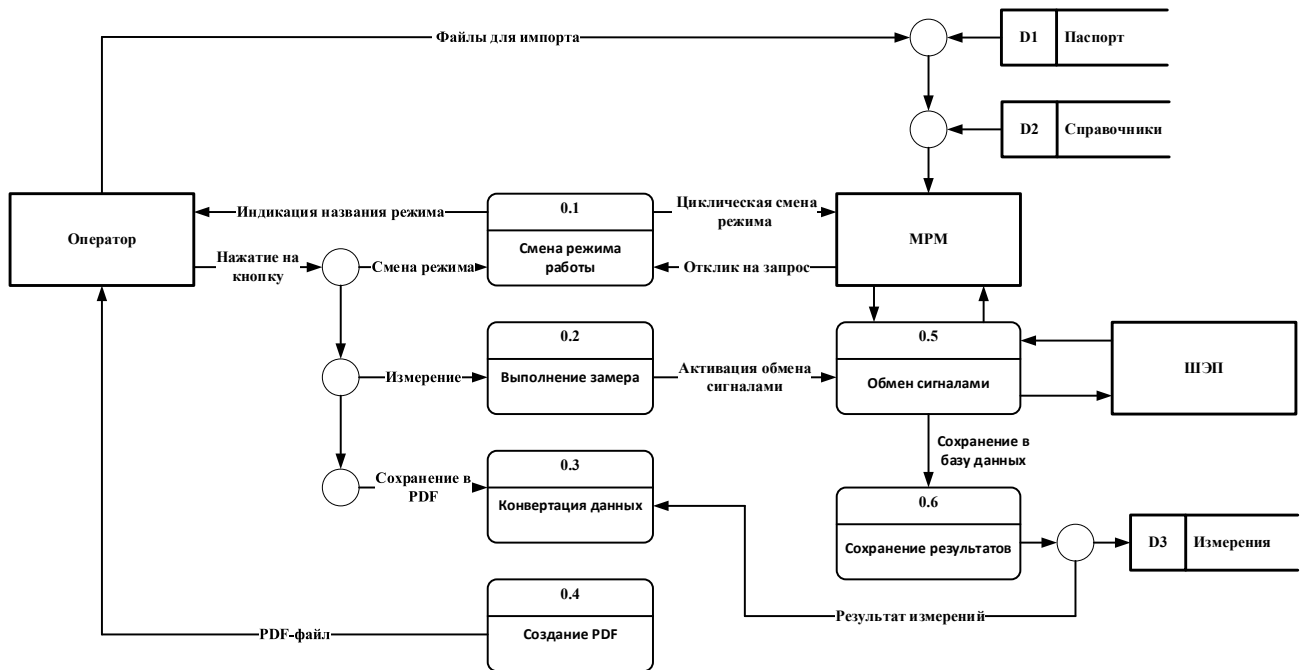 Файлы для импорта
D1
Паспорт
D2
Справочники
Оператор
Индикация названия режима
0.1
Смена режима
работы
Циклическая смена
режима
МРМ
Нажатие на
кнопку
Смена режима
Отклик на запрос
0.2
Выполнение замера
Измерение
Активация обмена
сигналами
0.5
Обмен сигналами
ШЭП
Сохранение в
PDF
0.3
Конвертация данных
Сохранение в
базу данных
0.6
Сохранение результатов
D3
Измерения
0.4
Создание PDF
Результат измерений
PDF-файл